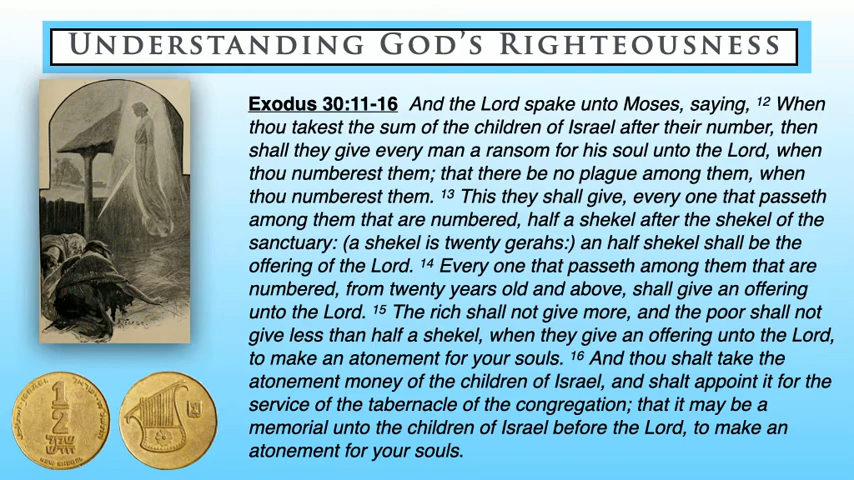 UNDERSTANDING GOD'S RIGHTEOUSNESS
Exodus 30:11-16 And the Lord spake unto Moses, saying, 12 When
thou takest the sum of the children of Israel after their number, then
shall they give every man a ransom for his soul unto the Lord, when
thou numberest them; that there be no plague among them, when
thou numberest them. 13 This they shall give, every one that passeth
among them that are numbered, half a shekel after the shekel of the
sanctuary: (a shekel is twenty gerahs:) an half shekel shall be the
offering of the Lord. 14 Every one that passeth among them that are
numbered, from twenty years old and above, shall give an offering
unto the Lord. 15 The rich shall not give more, and the poor shall not
give less than half a shekel, when they give an offering unto the Lord,
to make an atonement for your souls. 16 And thou shalt take the
atonement money of the children of Israel, and shalt appoint it for the
service of the tabernacle of the congregation; that it may be a
memorial unto the children of Israel before the Lord, to make an
atonement for your souls.
ISRAEL ישראל
1/2
שקל
חדש
NEW SHEQEL